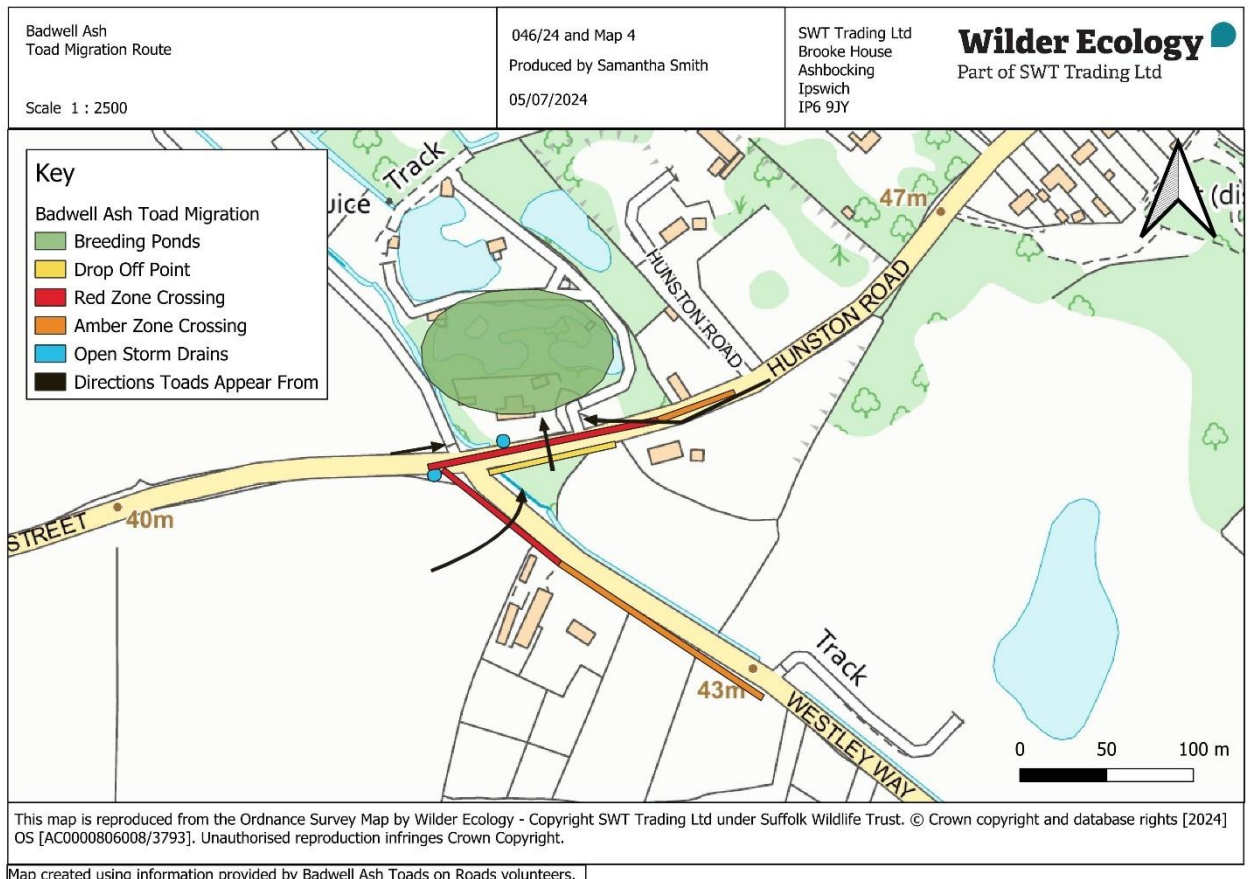 Badwell Ash
Toad Migration Route
Scale 1 : 2500
046/24 and Map 4
Produced by Samantha Smith
05/07/2024
SWT Trading Ltd
Brooke House
Ashbocking
Ipswich
IP6 9JY
Wilder Ecology
Part of SWT Trading Ltd
Key
Badwell Ash Toad Migration
Breeding Ponds
Drop Off Point
Red Zone Crossing
Amber Zone Crossing
Open Storm Drains
Directions Toads Appear From
Track
uice
47m
(dis
HUNSTON ROAD
HUNSTON ROAD
STREET
40m
43m
Track
WESTLEY WAY
0 50 100 m
This map is reproduced from the Ordnance Survey Map by Wilder Ecology - Copyright SWT Trading Ltd under Suffolk Wildlife Trust. © Crown copyright and database rights [2024]
OS [AC0000806008/3793]. Unauthorised reproduction infringes Crown Copyright.
Map created using information provided by Badwell Ash Toads on Roads volunteers.